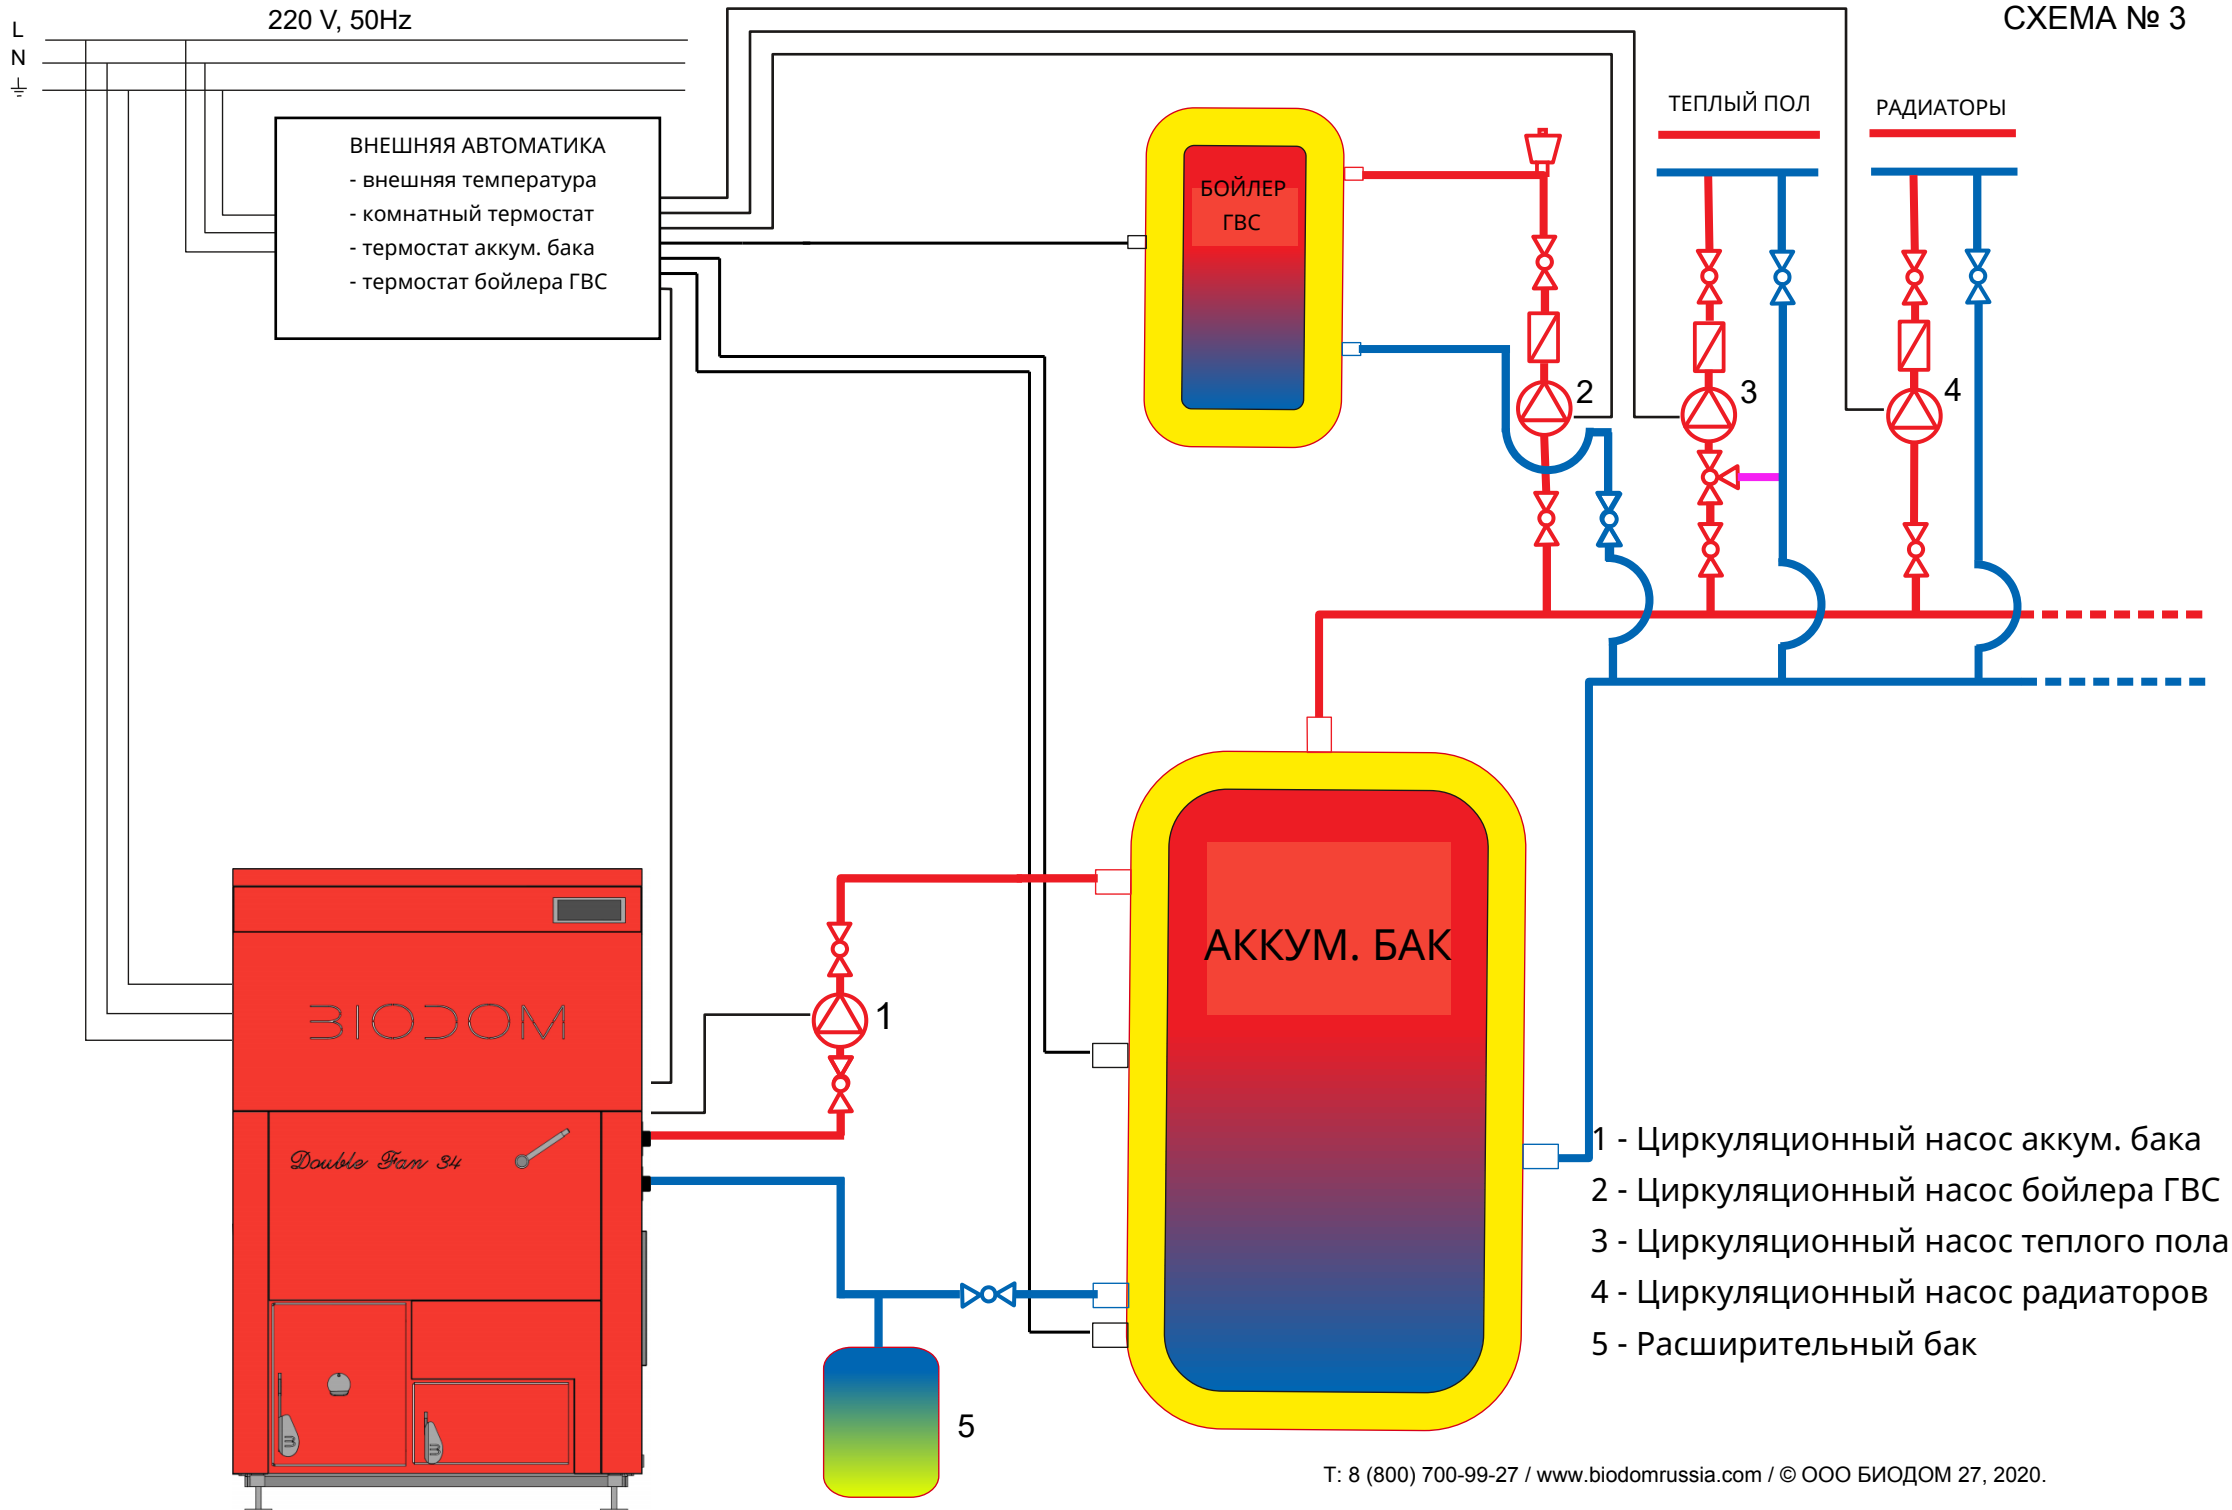 220 V, 50Hz
СХЕМА № 3
L
N
ВНЕШНЯЯ АВТОМАТИКА
- внешняя температура
- комнатный термостат
- термостат аккум. бака
- термостат бойлера ГВС
БОЙЛЕР
ГВС
ТЕПЛЫЙ ПОЛ
РАДИАТОРЫ
2
3
4
АККУМ. БАК
BIODOM
1
Double Fan 34
1 - Циркуляционный насос аккум. бака
2 - Циркуляционный насос бойлера ГВС
3 - Циркуляционный насос теплого пола
4 - Циркуляционный насос радиаторов
5 - Расширительный бак
5
T: 8 (800) 700-99-27 / www.biodomrussia.com / © ООО БИОДОМ 27, 2020.